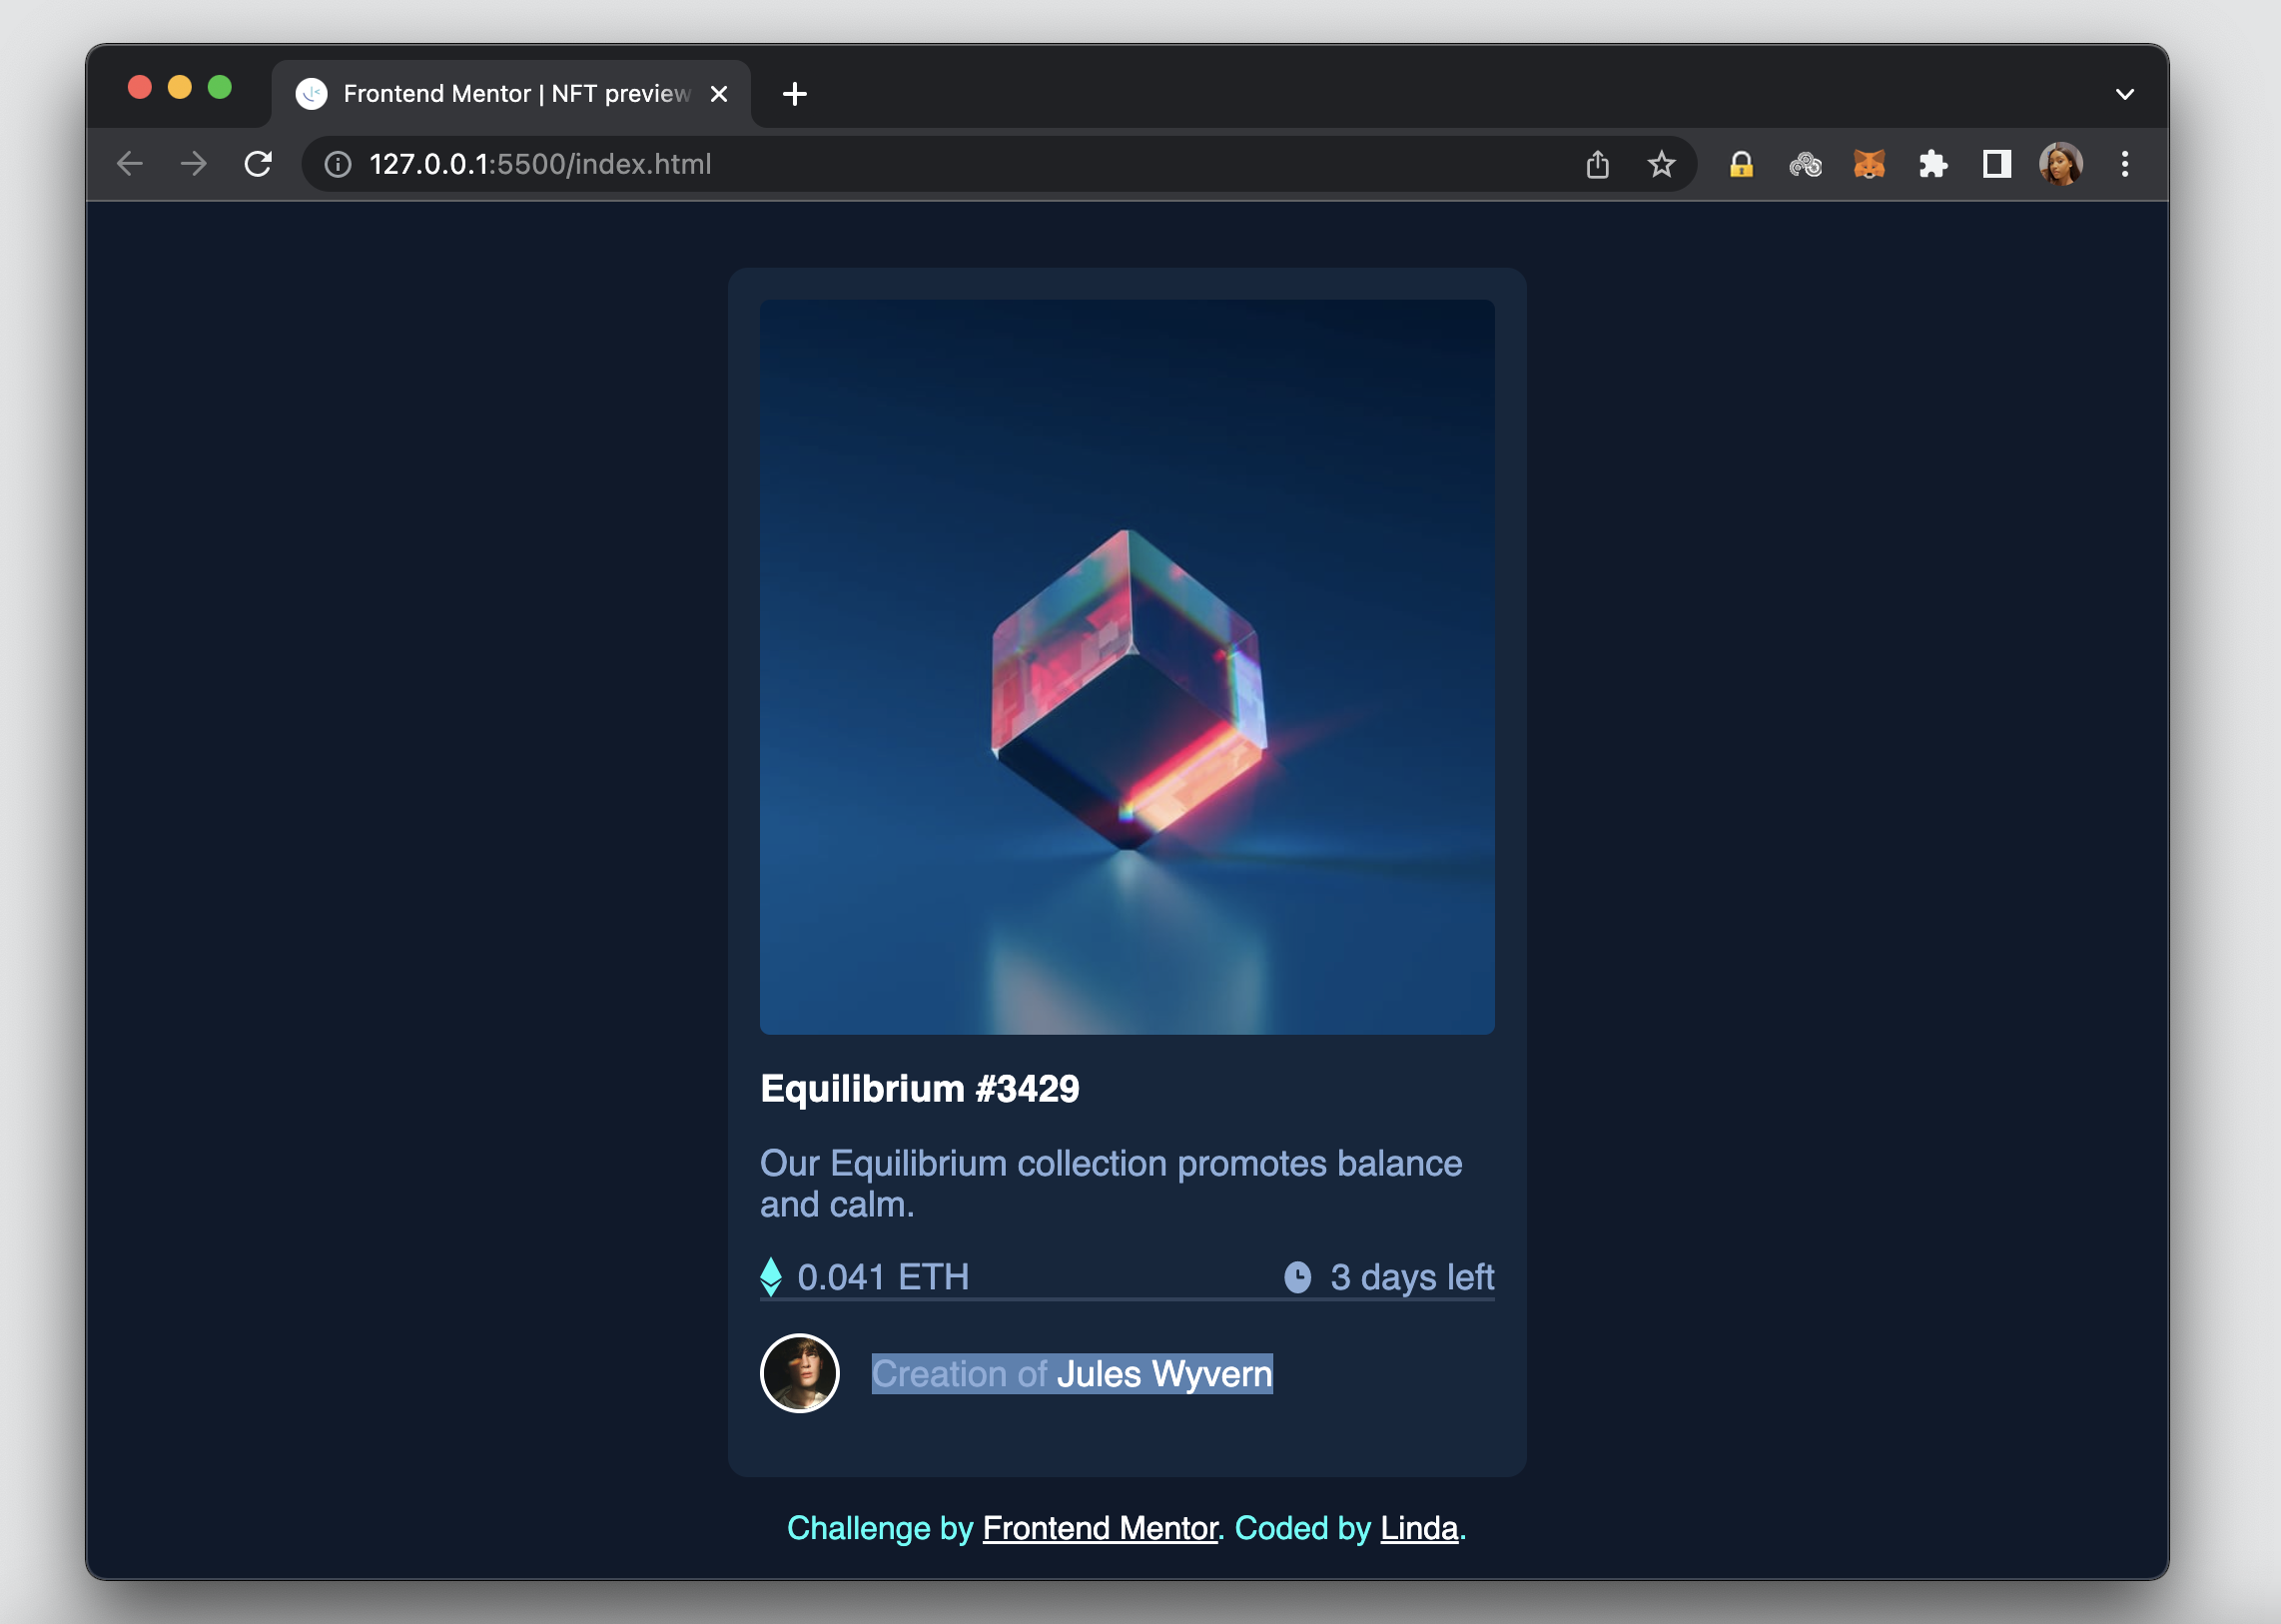 Frontend Mentor | NFT preview
127.0.0.1:5500/index.html
Equilibrium #3429
Our Equilibrium collection promotes balance
and calm.
0.041 ETH
3 days left
Creation of Jules Wyvern
Challenge by Frontend Mentor. Coded by Linda.